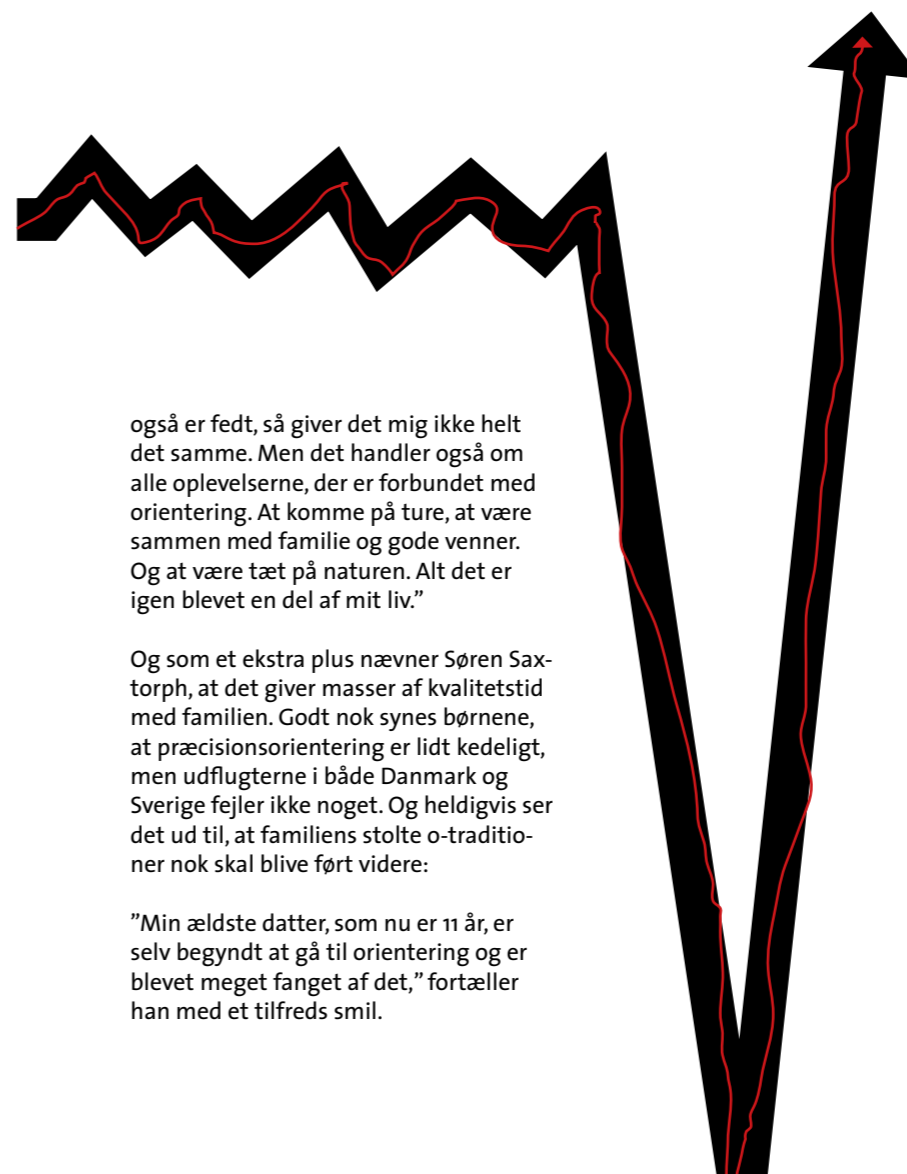 også er fedt, så giver det mig ikke helt
det samme. Men det handler også om
alle oplevelserne, der er forbundet med
orientering. At komme på ture, at være
sammen med familie og gode venner.
Og at være tæt på naturen. Alt det er
igen blevet en del af mit liv.”
Og som et ekstra plus nævner Søren Sax-
torph, at det giver masser af kvalitetstid
med familien. Godt nok synes børnene,
at præcisionsorientering er lidt kedeligt,
men udflugterne i både Danmark og
Sverige fejler ikke noget. Og heldigvis ser
det ud til, at familiens stolte o-traditio-
ner nok skal blive ført videre:
”Min ældste datter, som nu er 11 år, er
selv begyndt at gå til orientering og er
blevet meget fanget af det,” fortæller
han med et tilfreds smil.